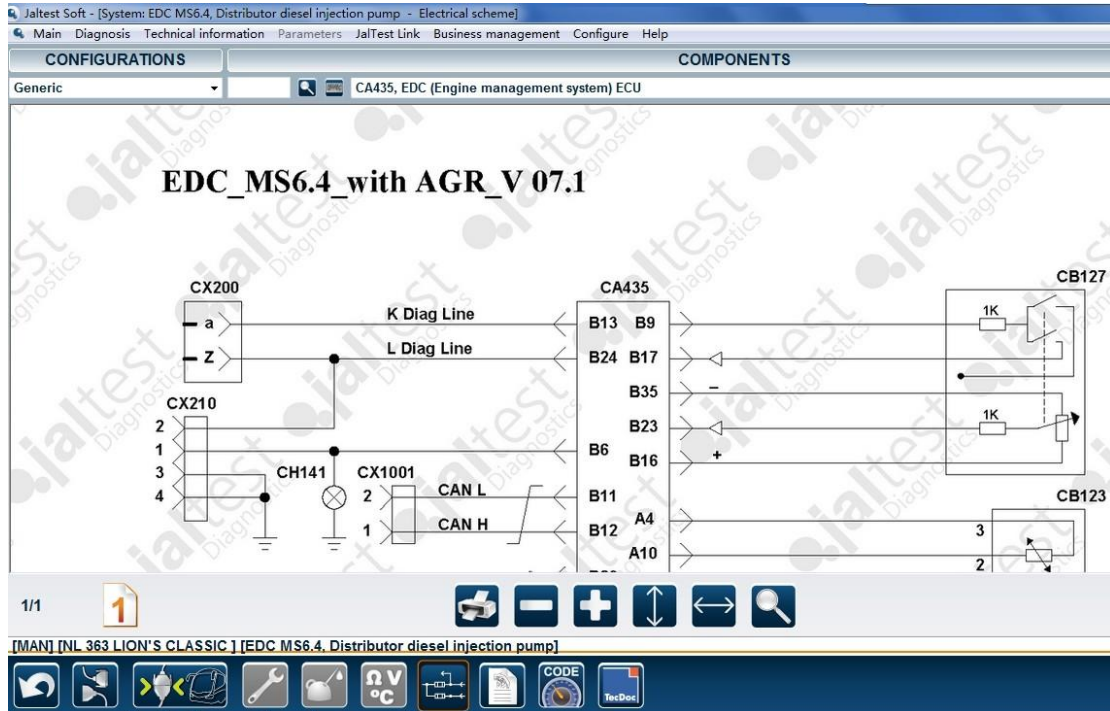 Jaltest Soft - [System: EDC MS6.4, Distributor diesel injection pump - Electrical scheme]
Main Diagnosis Technical information Parameters JalTest Link Business management Configure Help
CONFIGURATIONS COMPONENTS
Generic CA435, EDC (Engine management system) ECU
EDC_MS6.4_with AGR_V 07.1
CX200 CA435 CB127
a K Diag Line B13 B9 1K
Z L Diag Line B24 B17
B35 -
CX210
2 B23 1K
1 B6 B16 +
3 CH141 CX1001
4 2 CAN L B11 CB123
1 CAN H B12 A4 3
A10 2
jaltest Diagnostics
1/1 1
[MAN] [NL 363 LION'S CLASSIC ] [EDC MS6.4, Distributor diesel injection pump]
Ω V
°C
CODE
TecDoc